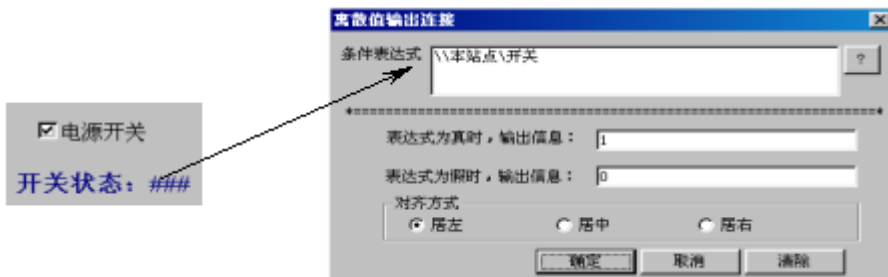 离散值输出连接
条件表达式
\\本站点\开关
?
电源开关
开关状态：###
表达式为真时，输出信息：
1
表达式为假时，输出信息：
0
对齐方式
居左
居中
居右
确定
取消
清除